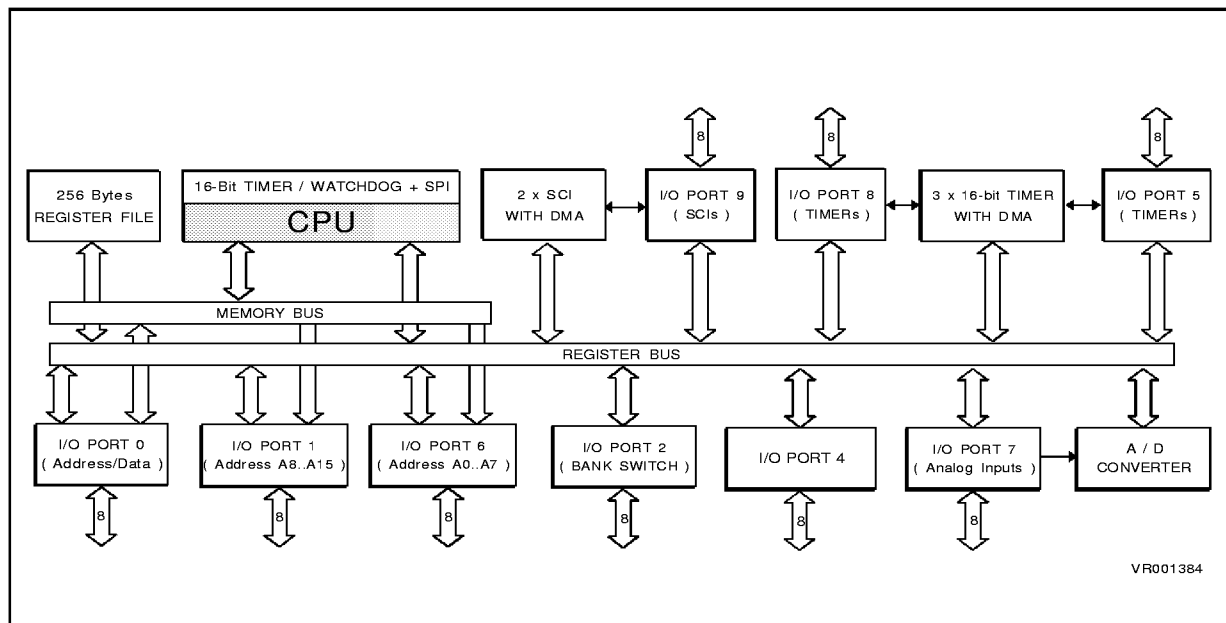 8
8
8
256 Bytes
REGISTER FILE
16-Bit TIMER / WATCHDOG + SPI
CPU
2 x SCI
WITH DMA
I/O PORT 9
( SCIs )
I/O PORT 8
( TIMERs )
3 x 16-bit TIMER
WITH DMA
I/O PORT 5
( TIMERs )
MEMORY BUS
REGISTER BUS
I/O PORT 0
( Address/Data )
I/O PORT 1
( Address A8..A15 )
I/O PORT 6
( Address A0..A7 )
I/O PORT 2
( BANK SWITCH )
I/O PORT 4
I/O PORT 7
( Analog Inputs )
A / D
CONVERTER
8
8
8
8
8
8
VR001384